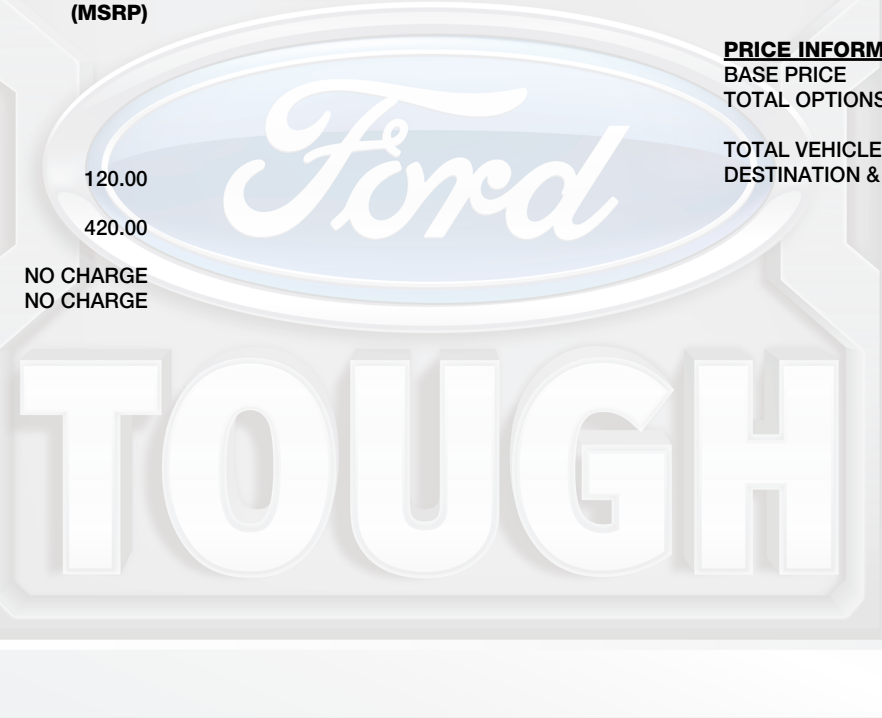 (MSRP)
120.00
420.00
NO CHARGE
NO CHARGE
PRICE INFORM
BASE PRICE
TOTAL OPTIONS
TOTAL VEHICLE
DESTINATION &
Ford
TOUGH